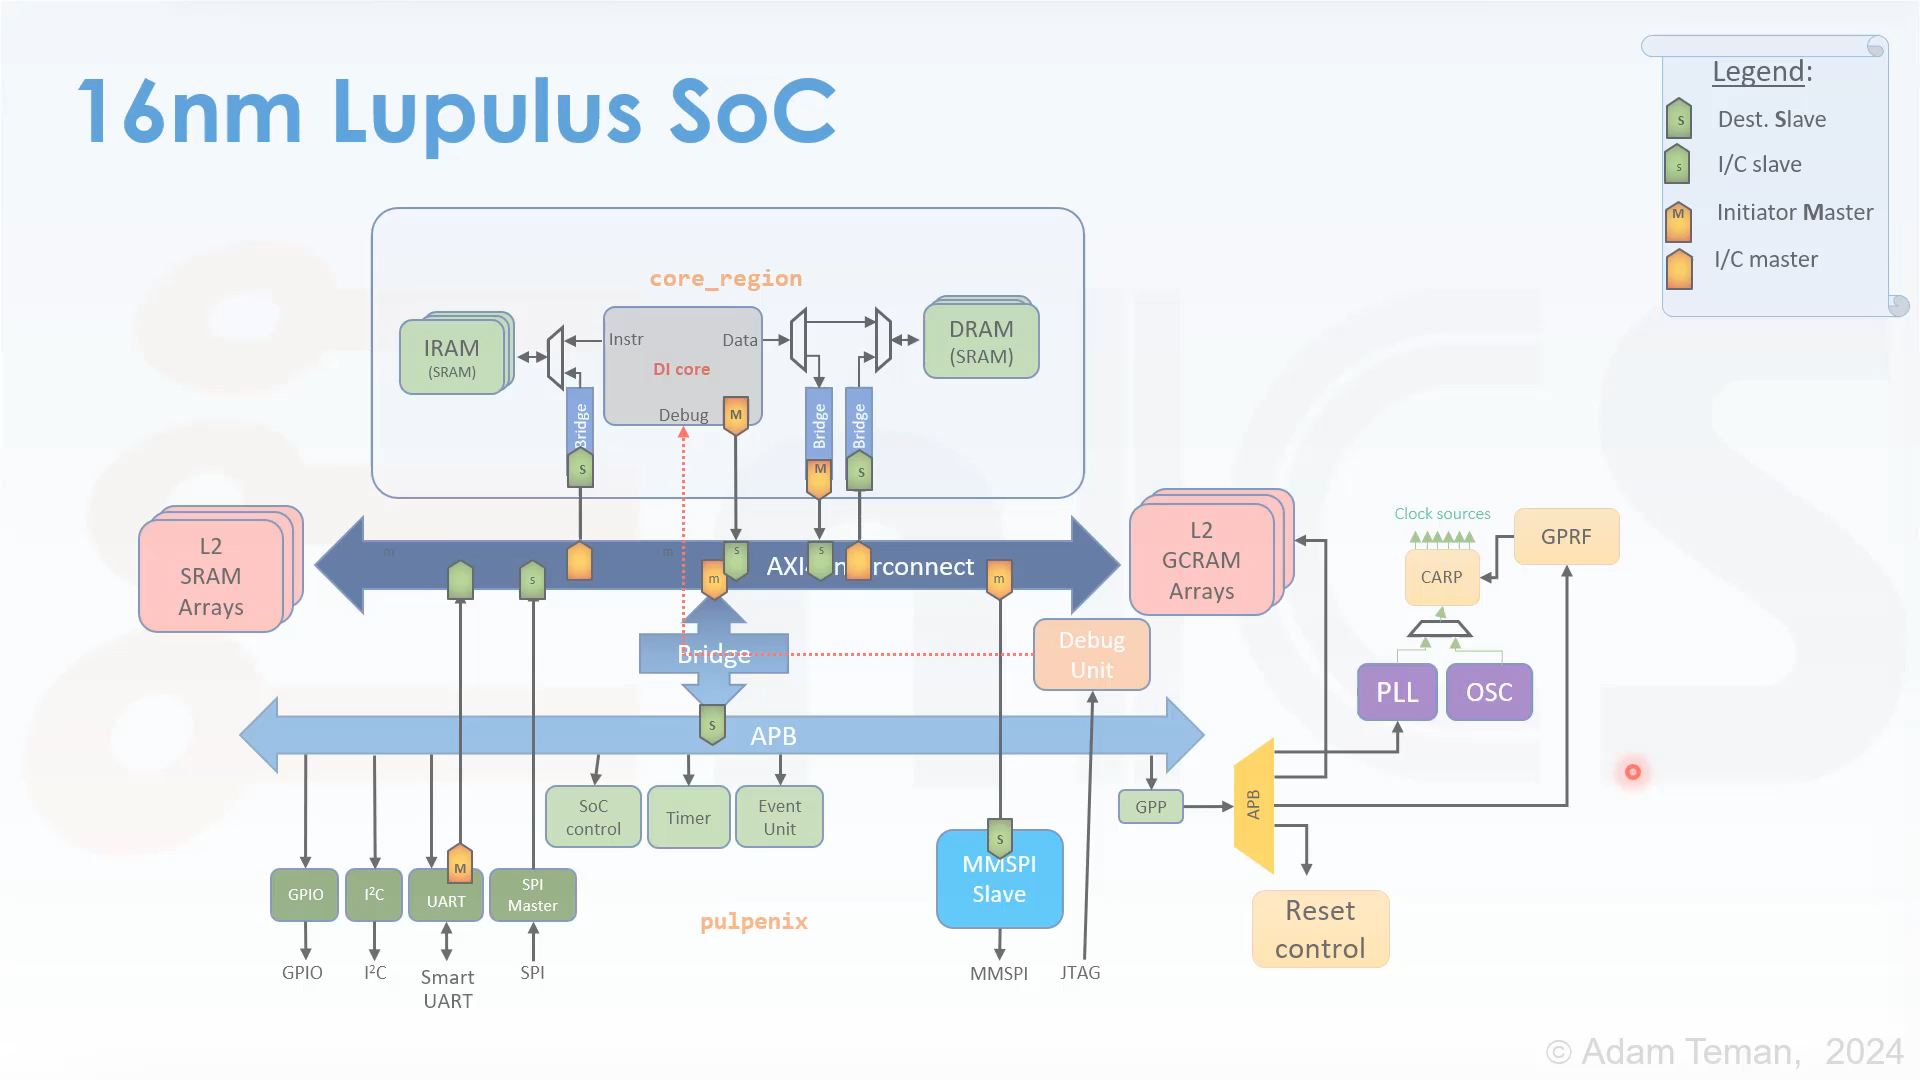 16nm Lupulus SoC
Legend:
S
Dest. Slave
s
I/C slave
M
Initiator Master
I/C master
core_region
IRAM
(SRAM)
Instr
Data
DI core
Debug
M
DRAM
(SRAM)
Bridge
S
Bridge
M
Bridge
S
L2
SRAM
Arrays
m
m
s
s
s
m
m
L2
GCRAM
Arrays
Clock sources
GPRF
CARP
Bridge
Debug
Unit
PLL
OSC
S
APB
SoC
control
Timer
Event
Unit
GPP
APB
S
MMSPI
Slave
M
GPIO
I²C
UART
SPI
Master
pulpenix
Reset
control
GPIO
I²C
Smart
UART
SPI
MMSPI
JTAG
© Adam Teman, 2024